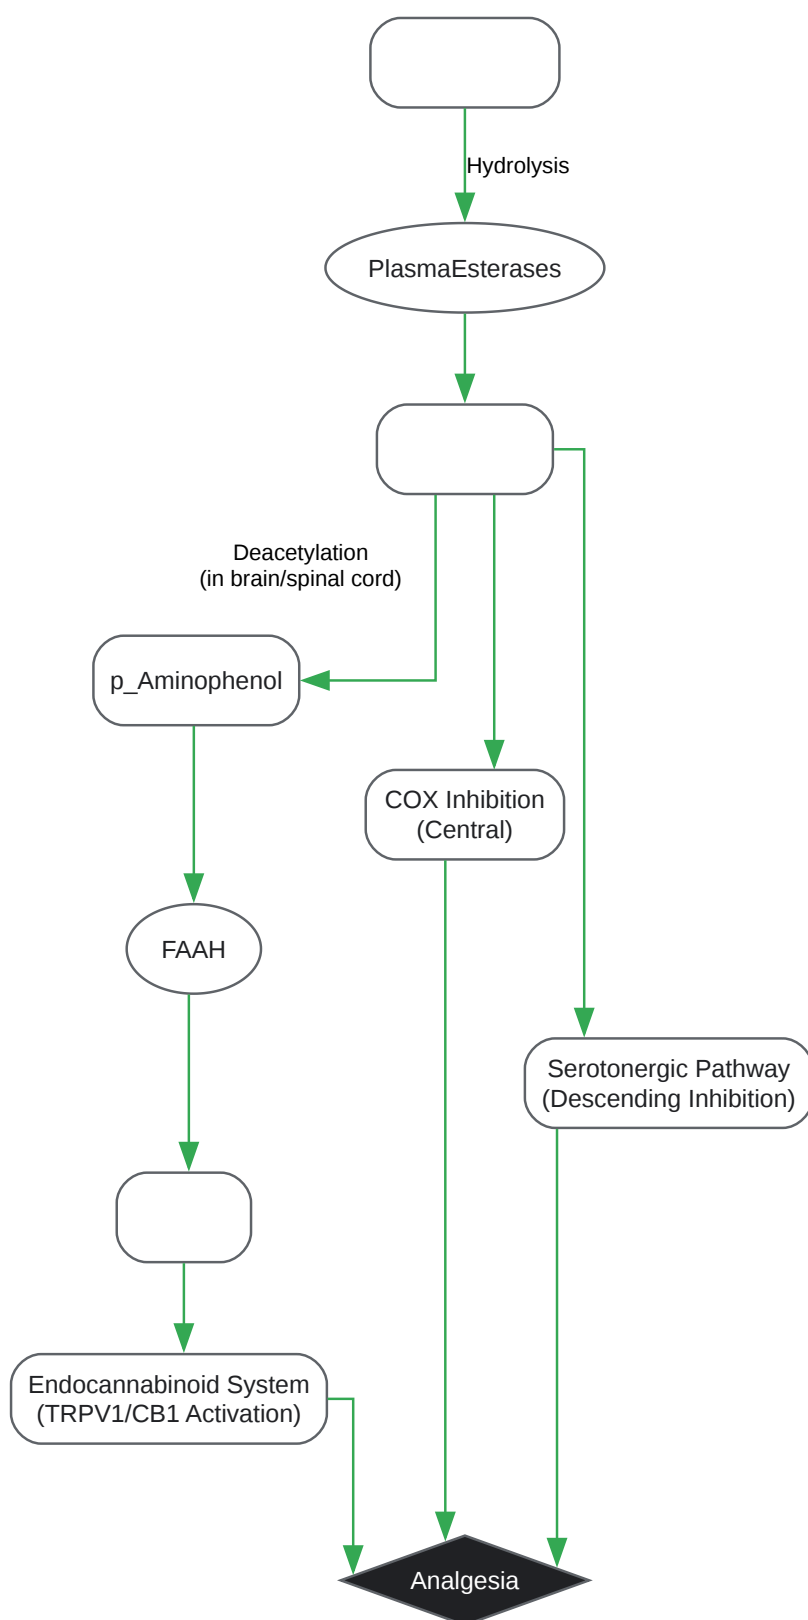 Hydrolysis
PlasmaEsterases
Deacetylation
(in brain/spinal cord)
p_Aminophenol
COX Inhibition
(Central)
FAAH
Serotonergic Pathway
(Descending Inhibition)
Endocannabinoid System
(TRPV1/CB1 Activation)
Analgesia